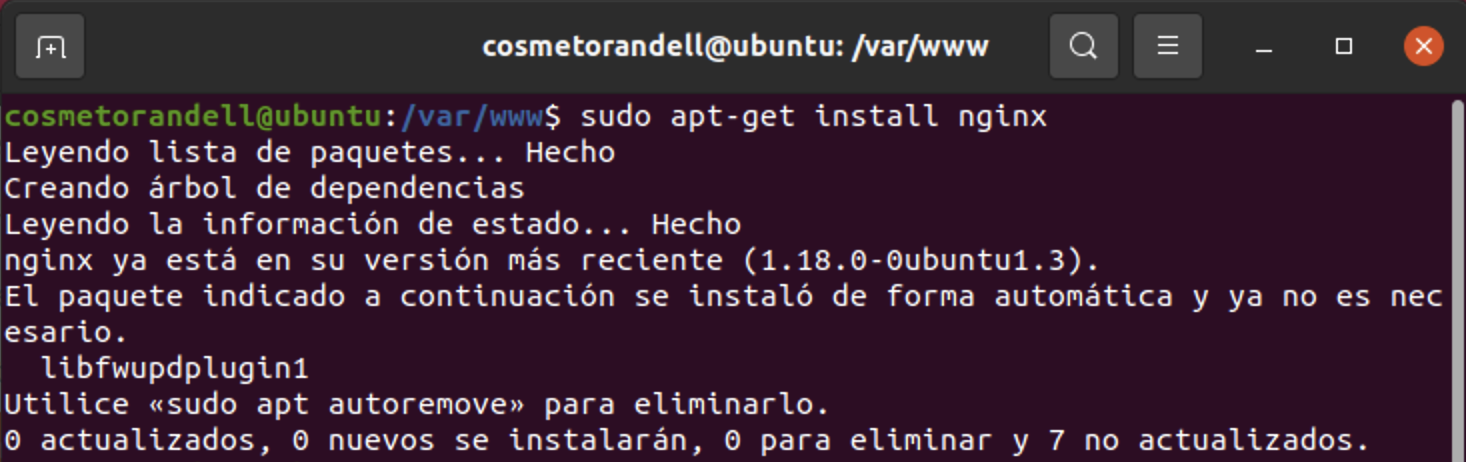 cosmetorandell@ubuntu: /var/www
cosmetorandell@ubuntu:/var/www$ sudo apt-get install nginx
Leyendo lista de paquetes... Hecho
Creando árbol de dependencias
Leyendo la información de estado... Hecho
nginx ya está en su versión más reciente (1.18.0-0ubuntu1.3).
El paquete indicado a continuación se instaló de forma automática y ya no es nec
esario.
  libfwupdplugin1
Utilice «sudo apt autoremove» para eliminarlo.
0 actualizados, 0 nuevos se instalarán, 0 para eliminar y 7 no actualizados.